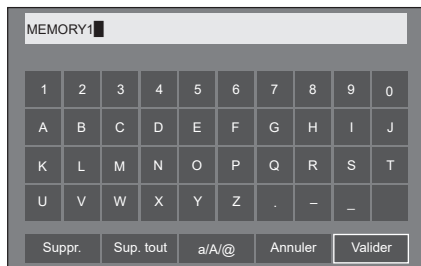 MEMORY1
1 2 3 4 5 6 7 8 9 0
A B C D E F G H I J
K L M N O P Q R S T
U V W X Y Z . – _
Suppr. Sup. tout a/A/@ Annuler Valider